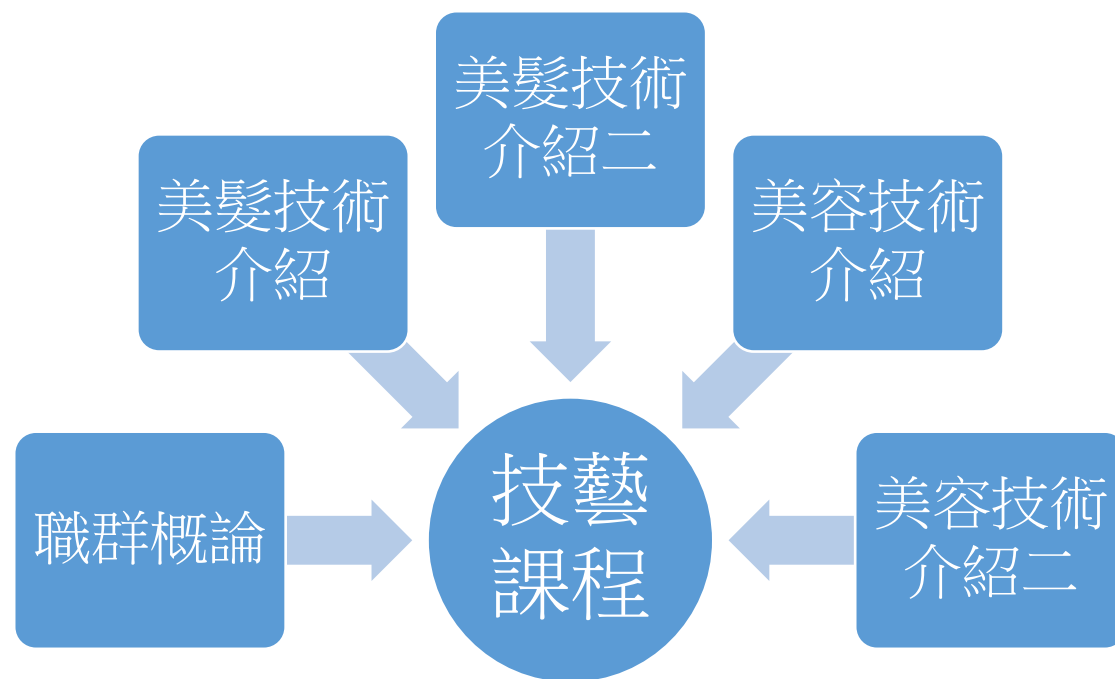 美髮技術
介紹二
美髮技術
介紹
美容技術
介紹
技藝
課程
職群概論
美容技術
介紹二